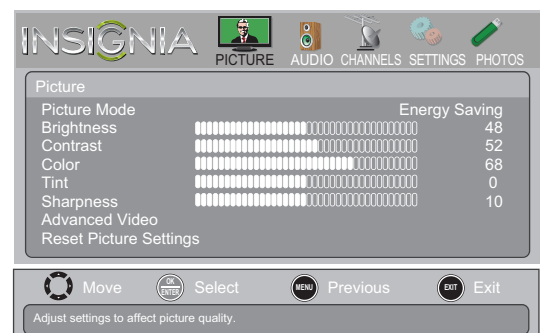 INSIGNIA
PICTURE AUDIO CHANNELS SETTINGS PHOTOS
Picture
Picture Mode Energy Saving
Brightness 48
Contrast 52
Color 68
Tint 0
Sharpness 10
Advanced Video
Reset Picture Settings
Move OK ENTER Select MENU Previous EXIT Exit
Adjust settings to affect picture quality.